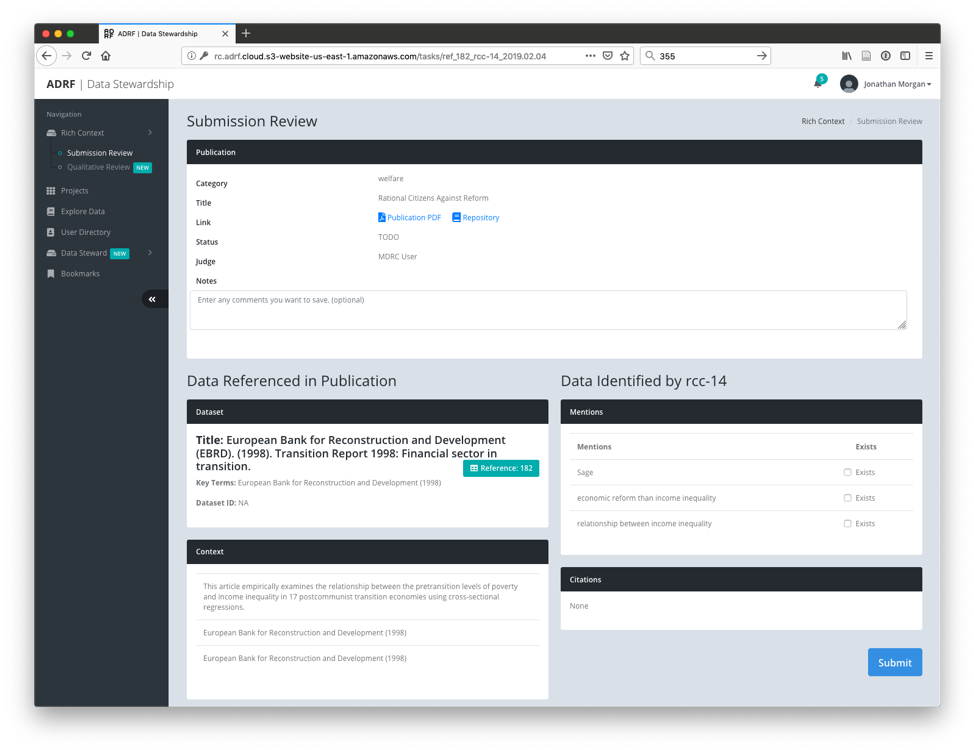 ADRF | Data Stewardship
rc.adrf.cloud.s3-website-us-east-1.amazonaws.com/tasks/ref_182_rcc-14_2019.02.04
355
ADRF | Data Stewardship
5
Jonathan Morgan
Navigation
Rich Context
Submission Review
Qualitative Review NEW
Projects
Explore Data
User Directory
Data Steward NEW
Bookmarks
Submission Review
Rich Context / Submission Review
Publication
Category welfare
Title Rational Citizens Against Reform
Link Publication PDF Repository
Status TODO
Judge MDRC User
Notes
Enter any comments you want to save. (optional)
Data Referenced in Publication
Dataset
Title: European Bank for Reconstruction and Development
(EBRD). (1998). Transition Report 1998: Financial sector in
transition.
Reference: 182
Key Terms: European Bank for Reconstruction and Development (1998)
Dataset ID: NA
Context
This article empirically examines the relationship between the pretransition levels of poverty
and income inequality in 17 postcommunist transition economies using cross-sectional
regressions.
European Bank for Reconstruction and Development (1998)
European Bank for Reconstruction and Development (1998)
Data Identified by rcc-14
Mentions
Mentions Exists
Sage Exists
economic reform than income inequality Exists
relationship between income inequality Exists
Citations
None
Submit